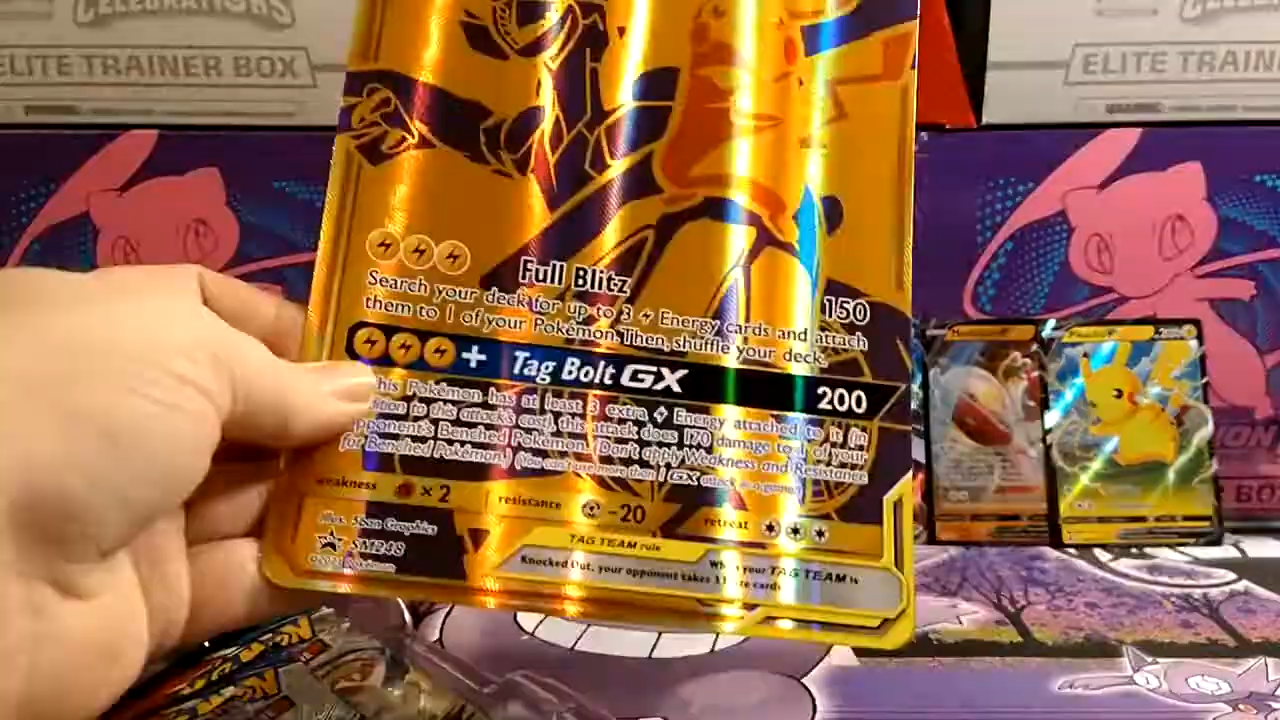 CELEBRATIONS
ELITE TRAINER BOX
ELITE TRAIN
Full Blitz
150
Search your deck for up to 3 Energy cards and attach
them to 1 of your Pokémon. Then, shuffle your deck.
+ Tag Bolt GX
200
his Pokémon has at least 3 extra Energy attached to it (in
ition to this attack's cost), this attack does 170 damage to 1 of your
pponent's Benched Pokémon. (Don't apply Weakness and Resistance
for Benched Pokémon.) (You can't use more than 1 GX attack in a game.)
weakness ×2
resistance -20
retreat
SM248
TAG TEAM rule
When your TAG TEAM is
Knocked Out, your opponent takes 3 Prize cards